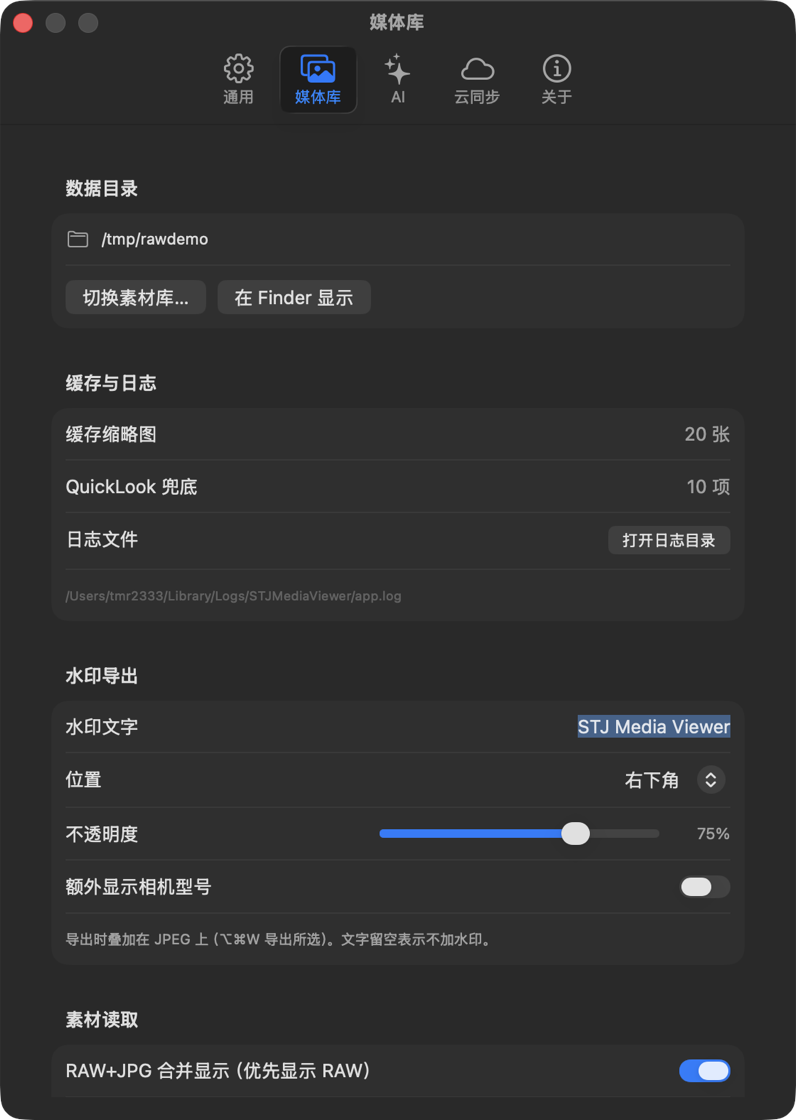 媒体库
通用
媒体库
AI
云同步
关于
数据目录
/tmp/rawdemo
切换素材库...
在 Finder 显示
缓存与日志
缓存缩略图
20 张
QuickLook 兜底
10 项
日志文件
打开日志目录
/Users/tmr2333/Library/Logs/STJMediaViewer/app.log
水印导出
水印文字
STJ Media Viewer
位置
右下角
不透明度
75%
额外显示相机型号
导出时叠加在 JPEG 上 (⌥⌘W 导出所选)。文字留空表示不加水印。
素材读取
RAW+JPG 合并显示 (优先显示 RAW)